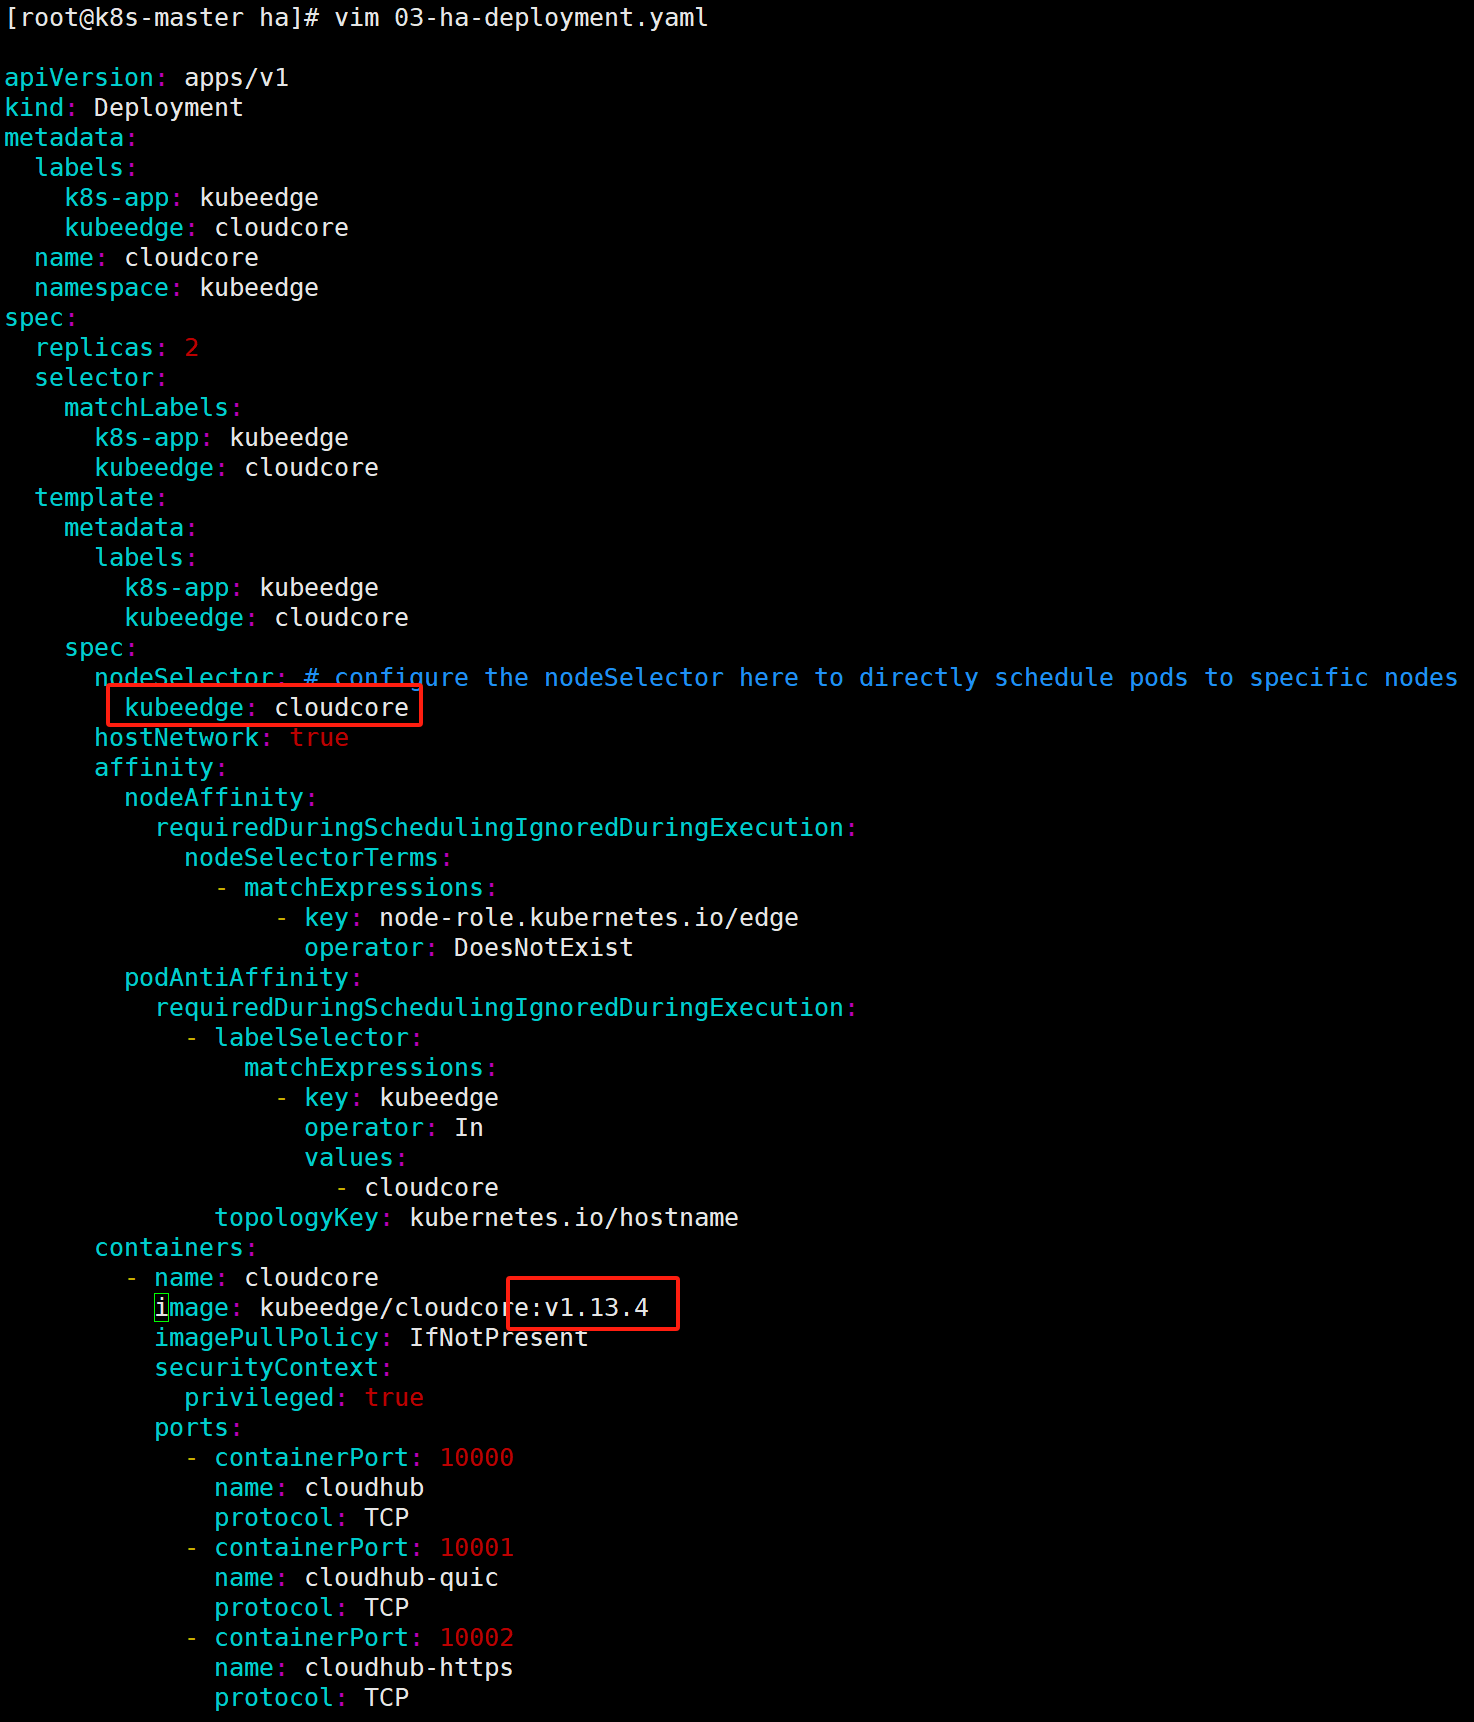 [root@k8s-master ha]# vim 03-ha-deployment.yaml

apiVersion: apps/v1
kind: Deployment
metadata:
  labels:
    k8s-app: kubeedge
    kubeedge: cloudcore
  name: cloudcore
  namespace: kubeedge
spec:
  replicas: 2
  selector:
    matchLabels:
      k8s-app: kubeedge
      kubeedge: cloudcore
  template:
    metadata:
      labels:
        k8s-app: kubeedge
        kubeedge: cloudcore
    spec:
      nodeSelector: # configure the nodeSelector here to directly schedule pods to specific nodes
        kubeedge: cloudcore
      hostNetwork: true
      affinity:
        nodeAffinity:
          requiredDuringSchedulingIgnoredDuringExecution:
            nodeSelectorTerms:
              - matchExpressions:
                  - key: node-role.kubernetes.io/edge
                    operator: DoesNotExist
        podAntiAffinity:
          requiredDuringSchedulingIgnoredDuringExecution:
            - labelSelector:
                matchExpressions:
                  - key: kubeedge
                    operator: In
                    values:
                      - cloudcore
              topologyKey: kubernetes.io/hostname
      containers:
        - name: cloudcore
          image: kubeedge/cloudcore:v1.13.4
          imagePullPolicy: IfNotPresent
          securityContext:
            privileged: true
          ports:
            - containerPort: 10000
              name: cloudhub
              protocol: TCP
            - containerPort: 10001
              name: cloudhub-quic
              protocol: TCP
            - containerPort: 10002
              name: cloudhub-https
              protocol: TCP